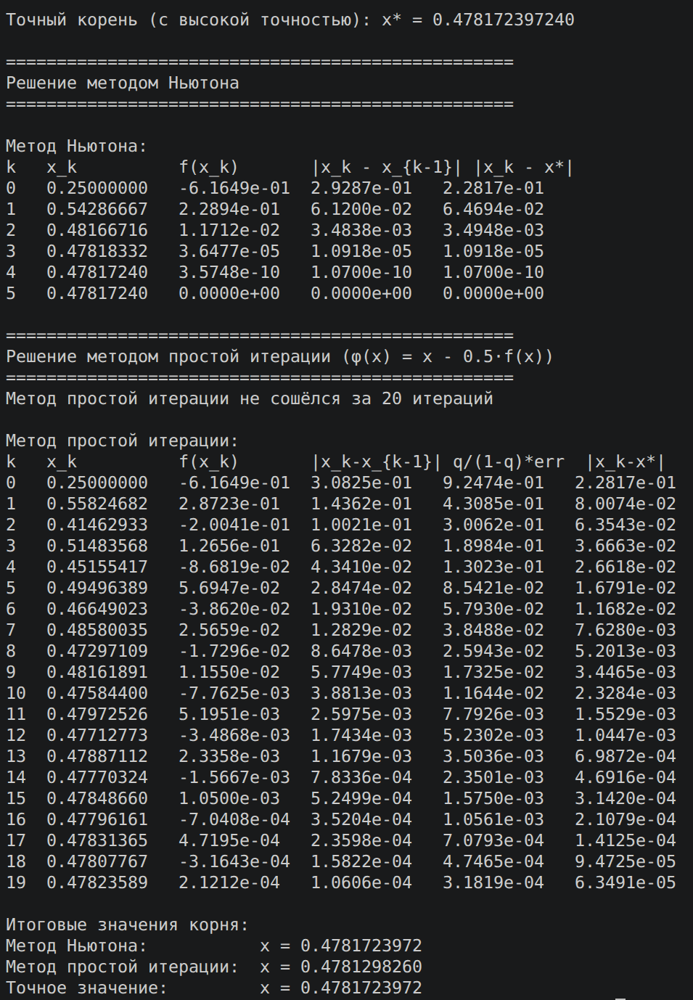 Точный корень (с высокой точностью): x* = 0.478172397240
==================================================
Решение методом Ньютона
==================================================
Метод Ньютона:
k   x_k          f(x_k)       |x_k - x_{k-1}| |x_k - x*|
0   0.25000000   -6.1649e-01  2.9287e-01   2.2817e-01
1   0.54286667   2.2894e-01   6.1200e-02   6.4694e-02
2   0.48166716   1.1712e-02   3.4838e-03   3.4948e-03
3   0.47818332   3.6477e-05   1.0918e-05   1.0918e-05
4   0.47817240   3.5748e-10   1.0700e-10   1.0700e-10
5   0.47817240   0.0000e+00   0.0000e+00   0.0000e+00
==================================================
Решение методом простой итерации (φ(x) = x - 0.5·f(x))
==================================================
Метод простой итерации не сошёлся за 20 итераций
Метод простой итерации:
k   x_k          f(x_k)       |x_k-x_{k-1}| q/(1-q)*err  |x_k-x*|
0   0.25000000   -6.1649e-01  3.0825e-01   9.2474e-01   2.2817e-01
1   0.55824682   2.8723e-01   1.4362e-01   4.3085e-01   8.0074e-02
2   0.41462933   -2.0041e-01  1.0021e-01   3.0062e-01   6.3543e-02
3   0.51483568   1.2656e-01   6.3282e-02   1.8984e-01   3.6663e-02
4   0.45155417   -8.6819e-02  4.3410e-02   1.3023e-01   2.6618e-02
5   0.49496389   5.6947e-02   2.8474e-02   8.5421e-02   1.6791e-02
6   0.46649023   -3.8620e-02  1.9310e-02   5.7930e-02   1.1682e-02
7   0.48580035   2.5659e-02   1.2829e-02   3.8488e-02   7.6280e-03
8   0.47297109   -1.7296e-02  8.6478e-03   2.5943e-02   5.2013e-03
9   0.48161891   1.1550e-02   5.7749e-03   1.7325e-02   3.4465e-03
10  0.47584400   -7.7625e-03  3.8813e-03   1.1644e-02   2.3284e-03
11  0.47972526   5.1951e-03   2.5975e-03   7.7926e-03   1.5529e-03
12  0.47712773   -3.4868e-03  1.7434e-03   5.2302e-03   1.0447e-03
13  0.47887112   2.3358e-03   1.1679e-03   3.5036e-03   6.9872e-04
14  0.47770324   -1.5667e-03  7.8336e-04   2.3501e-03   4.6916e-04
15  0.47848660   1.0500e-03   5.2499e-04   1.5750e-03   3.1420e-04
16  0.47796161   -7.0408e-04  3.5204e-04   1.0561e-03   2.1079e-04
17  0.47831365   4.7195e-04   2.3598e-04   7.0793e-04   1.4125e-04
18  0.47807767   -3.1643e-04  1.5822e-04   4.7465e-04   9.4725e-05
19  0.47823589   2.1212e-04   1.0606e-04   3.1819e-04   6.3491e-05
Итоговые значения корня:
Метод Ньютона:           x = 0.4781723972
Метод простой итерации:  x = 0.4781298260
Точное значение:         x = 0.4781723972